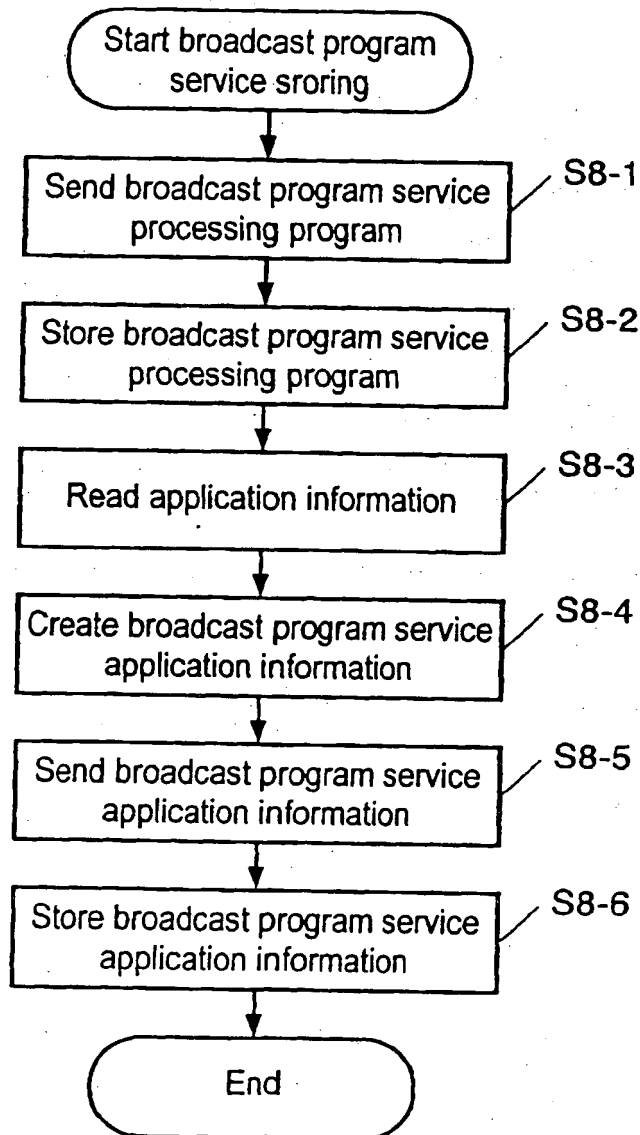 Start broadcast program
service sroring
Send broadcast program service
processing program
S8-1
Store broadcast program service
processing program
S8-2
Read application information
S8-3
Create broadcast program service
application information
S8-4
Send broadcast program service
application information
S8-5
Store broadcast program service
application information
S8-6
End